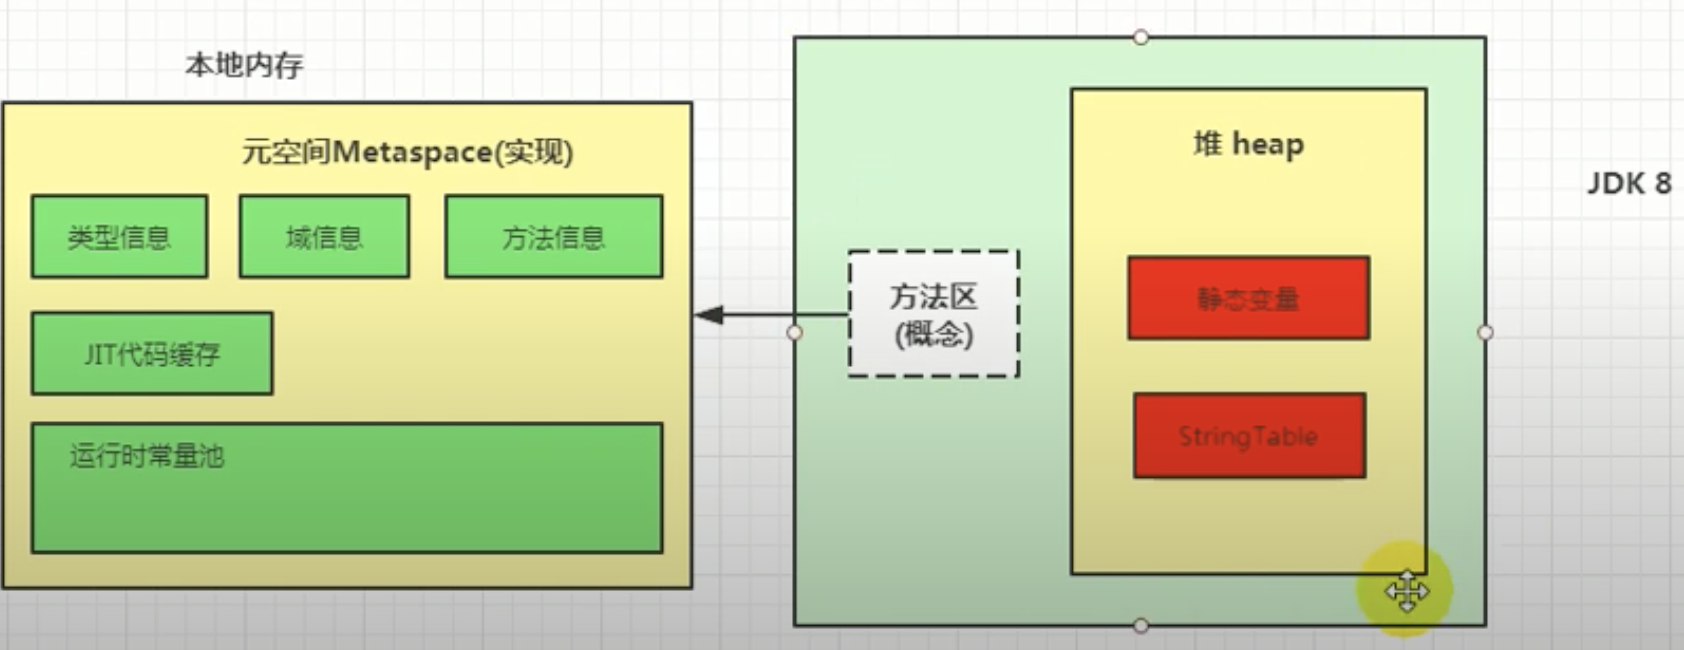 本地内存
元空间Metaspace(实现)
类型信息
域信息
方法信息
JIT代码缓存
运行时常量池
方法区
(概念)
堆 heap
静态变量
StringTable
JDK 8